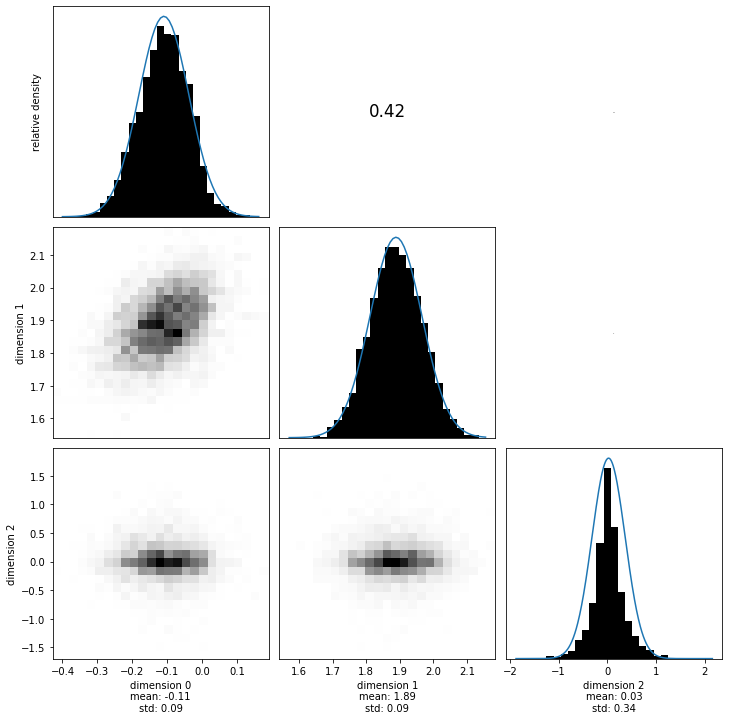 relative density
0.42
dimension 1
2.1
2.0
1.9
1.8
1.7
1.6
dimension 2
1.5
1.0
0.5
0.0
−0.5
−1.0
−1.5
−0.4 −0.3 −0.2 −0.1 0.0 0.1
dimension 0
mean: -0.11
std: 0.09
1.6 1.7 1.8 1.9 2.0 2.1
dimension 1
mean: 1.89
std: 0.09
−2 −1 0 1 2
dimension 2
mean: 0.03
std: 0.34